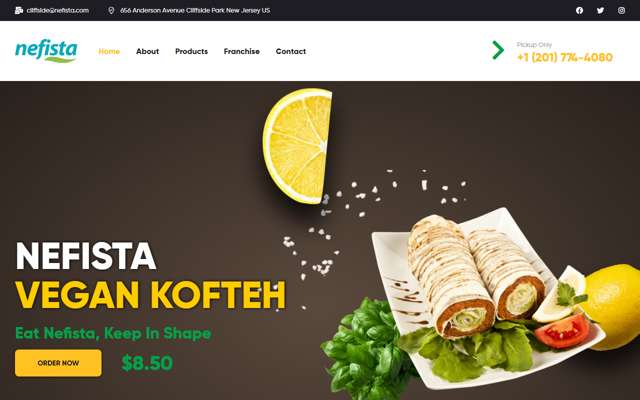 cliffside@nefista.com
656 Anderson Avenue Cliffside Park New Jersey US
nefista
Home
About
Products
Franchise
Contact
Pickup Only
+1 (201) 774-4080
NEFISTA
VEGAN KOFTEH
Eat Nefista, Keep In Shape
ORDER NOW
$8.50